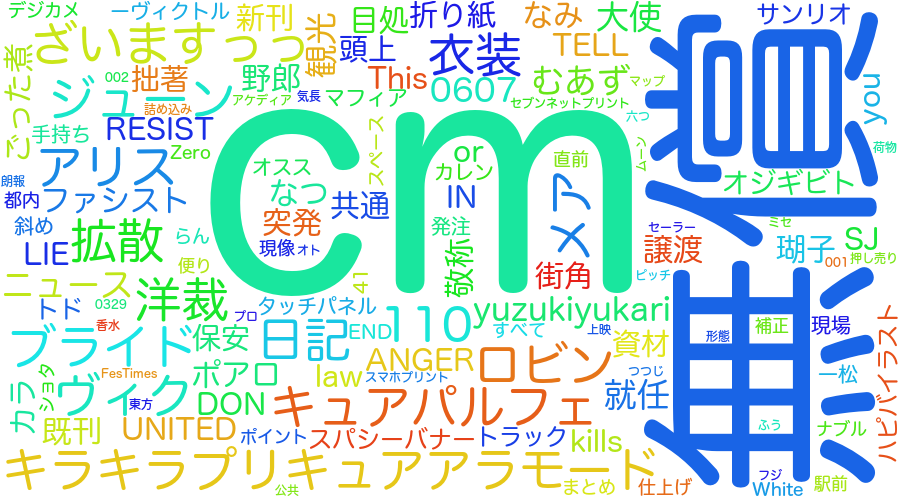 デジカメ
ーヴィクトル
新刊
観光
目処
折り紙
なみ
大使
サンリオ
ざいますっっ
頭上
衣装
TELL
無償
you
ごった煮
002
拙著
野郎
This
0607
むあず
マップ
ジューン
アケディア
気長
マフィア
セブンネットプリント
詰め込み
六つ
手持ち
RESIST
cm
スペース
Zero
オスス
or
直前
ムーン
荷物
朗報
アリス
カレン
オジギビト
都内
ファシスト
なつ
共通
IN
メア
斜め
突発
発注
セーラー
ミセ
LIE
拡散
らん
現像
オト
敬称
譲渡
瑚子
SJ
便り
街角
ピッチ
001
押し売り
ニュース
洋裁
41
トド
0329
タッチパネル
yuzukiyukari
香水
プロ
110
ブライド
保安
日記
END
すべて
上映
資材
形態
補正
現場
ANGER
ロビン
カラ
ショタ
FesTimes
ポアロ
law
スマホプリント
つつじ
一松
ハピバイラスト
ヴィク
東方
DON
キュアパルフェ
就任
既刊
UNITED
ポイント
スパシーバナー
トラック
kills
ふう
ナブル
キラキラプリキュアアラモード
フジ
公共
まとめ
仕上げ
White
駅前